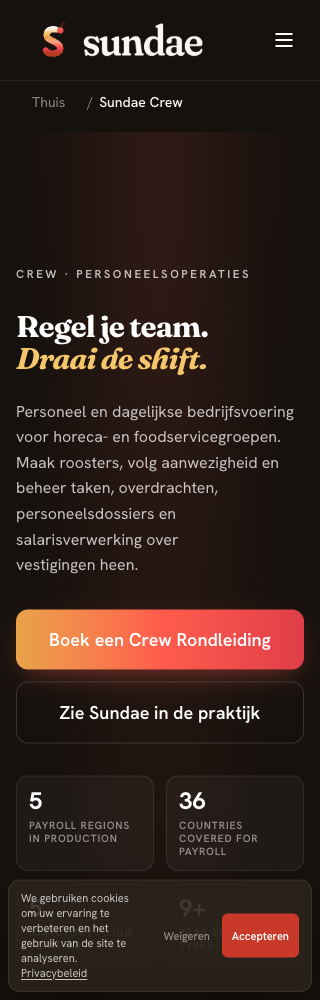 sundae
Thuis / Sundae Crew
CREW · PERSONEELSOPERATIES
Regel je team.
Draai de shift.
Personeel en dagelijkse bedrijfsvoering
voor horeca- en foodservicegroepen.
Maak roosters, volg aanwezigheid en
beheer taken, overdrachten,
personeelsdossiers en
salarisverwerking over
vestigingen heen.
Boek een Crew Rondleiding
Zie Sundae in de praktijk
5
PAYROLL REGIONS
IN PRODUCTION
36
COUNTRIES
COVERED FOR
PAYROLL
9+
We gebruiken cookies
om uw ervaring te
verbeteren en het
gebruik van de site te
analyseren.
Privacybeleid
Weigeren
Accepteren